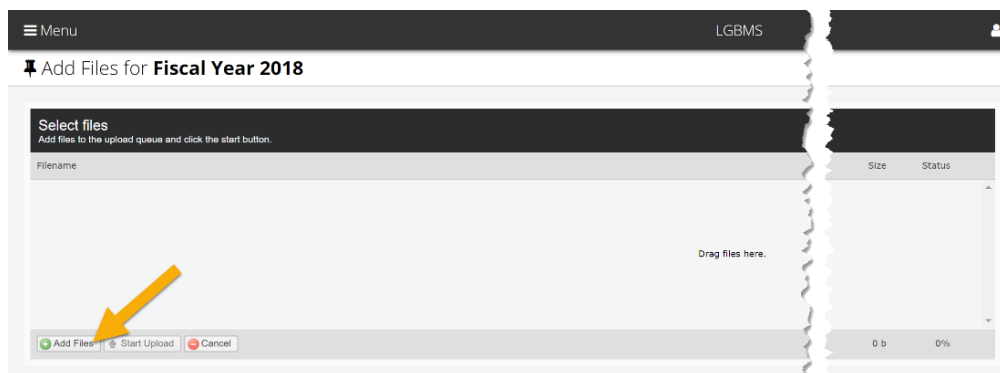 Menu LGBMS
Add Files for Fiscal Year 2018
Select files
Add files to the upload queue and click the start button.
Filename Size Status
Drag files here.
Add Files Start Upload Cancel 0 b 0%